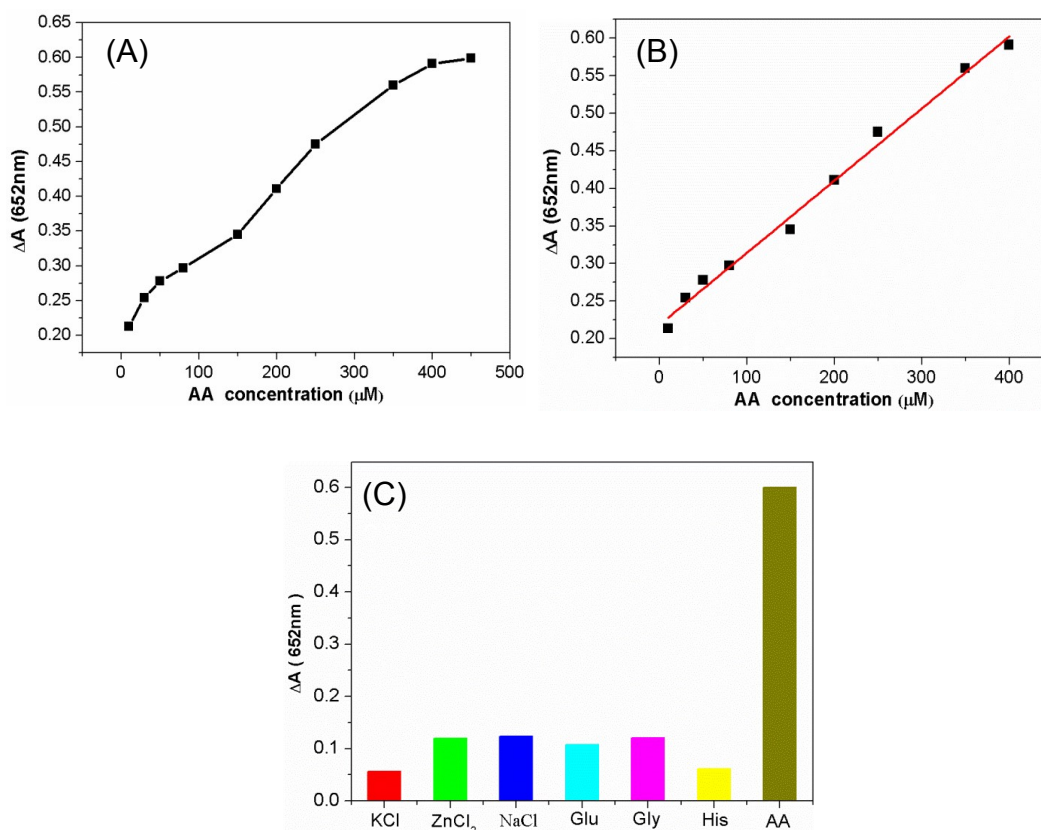 (A)
0.65
0.60
0.55
0.50
0.45
0.40
0.35
0.30
0.25
0.20
ΔA (652nm)
0 100 200 300 400 500
AA concentration (μM)
(B)
0.60
0.55
0.50
0.45
0.40
0.35
0.30
0.25
0.20
ΔA (652nm)
0 100 200 300 400
AA concentration (μM)
(C)
0.6
0.5
0.4
0.3
0.2
0.1
0.0
ΔA ( 652nm )
KCl ZnCl₂ NaCl Glu Gly His AA